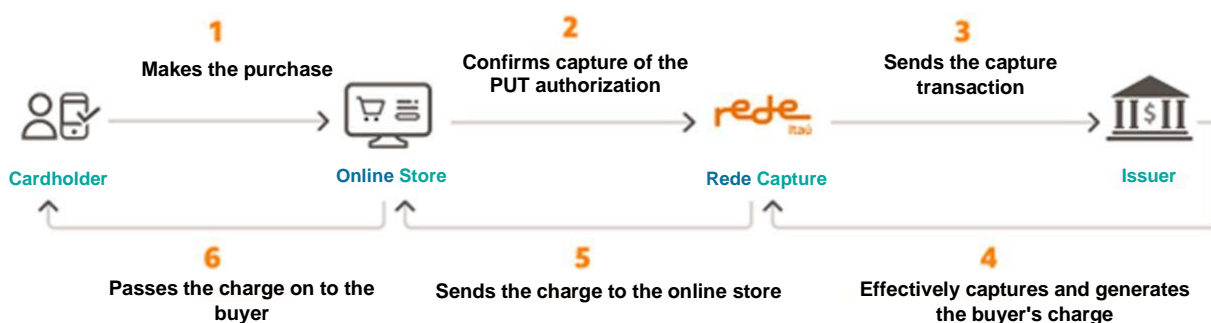 1
Makes the purchase
2
Confirms capture of the
PUT authorization
3
Sends the capture
transaction
rede
Itaú
$
Cardholder
Online Store
Rede Capture
Issuer
6
Passes the charge on to the
buyer
5
Sends the charge to the online store
4
Effectively captures and generates
the buyer's charge